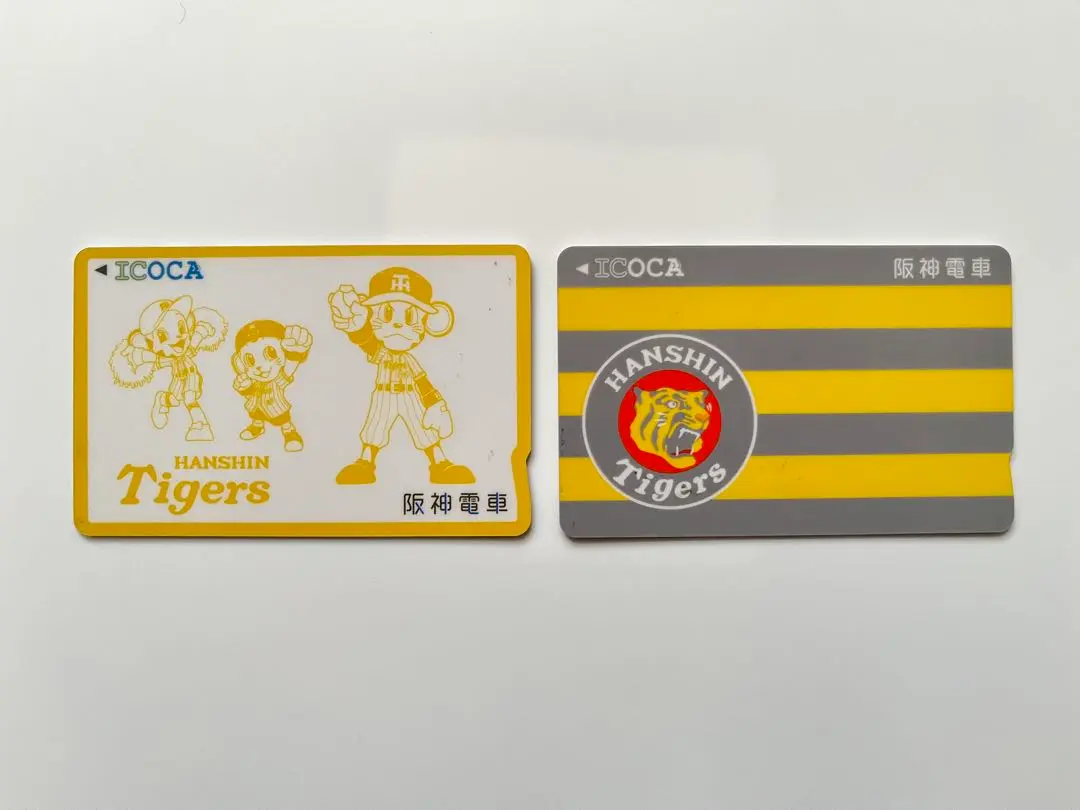 ◀ICOCA
HANSHIN
Tigers
阪神電車
◀ICOCA
阪神電車
HANSHIN
Tigers